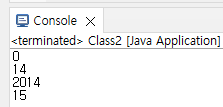 Console
<terminated> Class2 [Java Application]
0
14
2014
15